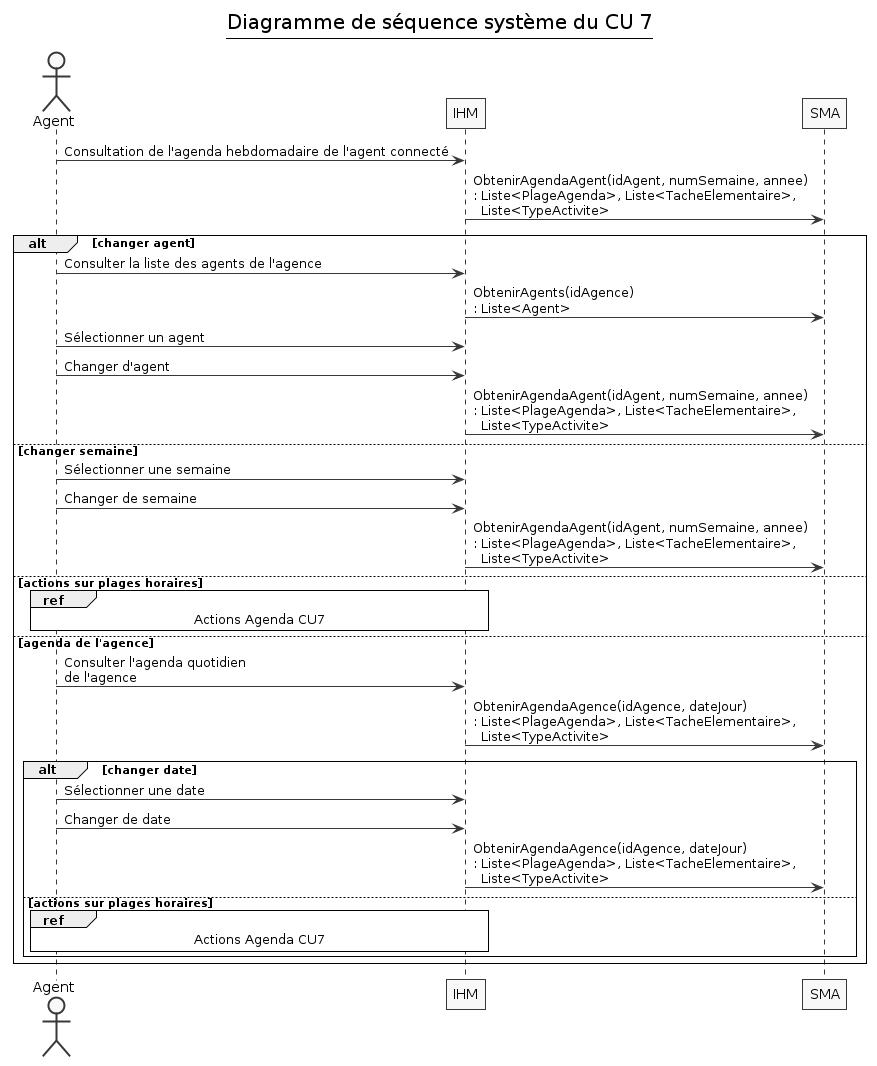 Diagramme de séquence système du CU 7
Agent
IHM
SMA
Consultation de l'agenda hebdomadaire de l'agent connecté
ObtenirAgendaAgent(idAgent, numSemaine, annee)
: Liste<PlageAgenda>, Liste<TacheElementaire>,
Liste<TypeActivite>
alt
[changer agent]
Consulter la liste des agents de l'agence
ObtenirAgents(idAgence)
: Liste<Agent>
Sélectionner un agent
Changer d'agent
ObtenirAgendaAgent(idAgent, numSemaine, annee)
: Liste<PlageAgenda>, Liste<TacheElementaire>,
Liste<TypeActivite>
[changer semaine]
Sélectionner une semaine
Changer de semaine
ObtenirAgendaAgent(idAgent, numSemaine, annee)
: Liste<PlageAgenda>, Liste<TacheElementaire>,
Liste<TypeActivite>
[actions sur plages horaires]
ref
Actions Agenda CU7
[agenda de l'agence]
Consulter l'agenda quotidien
de l'agence
ObtenirAgendaAgence(idAgence, dateJour)
: Liste<PlageAgenda>, Liste<TacheElementaire>,
Liste<TypeActivite>
alt
[changer date]
Sélectionner une date
Changer de date
ObtenirAgendaAgence(idAgence, dateJour)
: Liste<PlageAgenda>, Liste<TacheElementaire>,
Liste<TypeActivite>
[actions sur plages horaires]
ref
Actions Agenda CU7
Agent
IHM
SMA